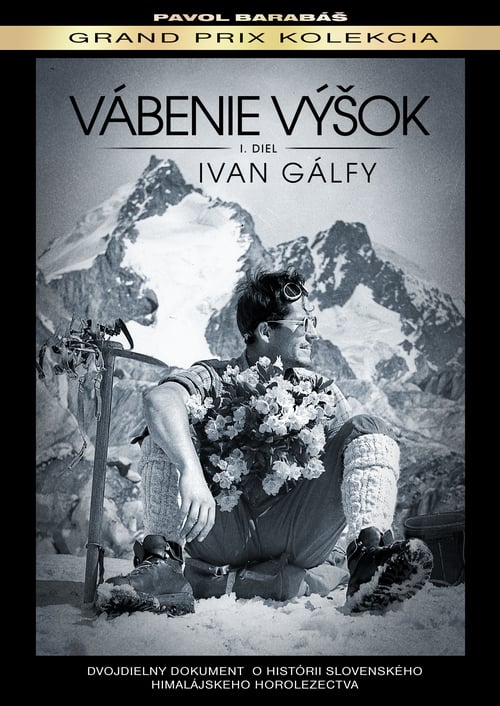 PAVOL BARABÁŠ
GRAND PRIX KOLEKCIA
VÁBENIE VÝŠOK
I. DIEL
IVAN GÁLFY
DVOJDIELNY DOKUMENT O HISTÓRII SLOVENSKÉHO
HIMALÁJSKEHO HOROLEZECTVA